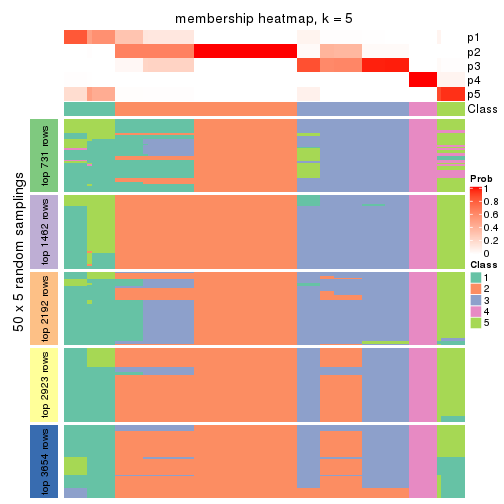 membership heatmap, k = 5
p1
p2
p3
p4
p5
Class
50 x 5 random samplings
top 731 rows
top 1462 rows
top 2192 rows
top 2923 rows
top 3654 rows
Prob
1
0.8
0.6
0.4
0.2
0
Class
1
2
3
4
5